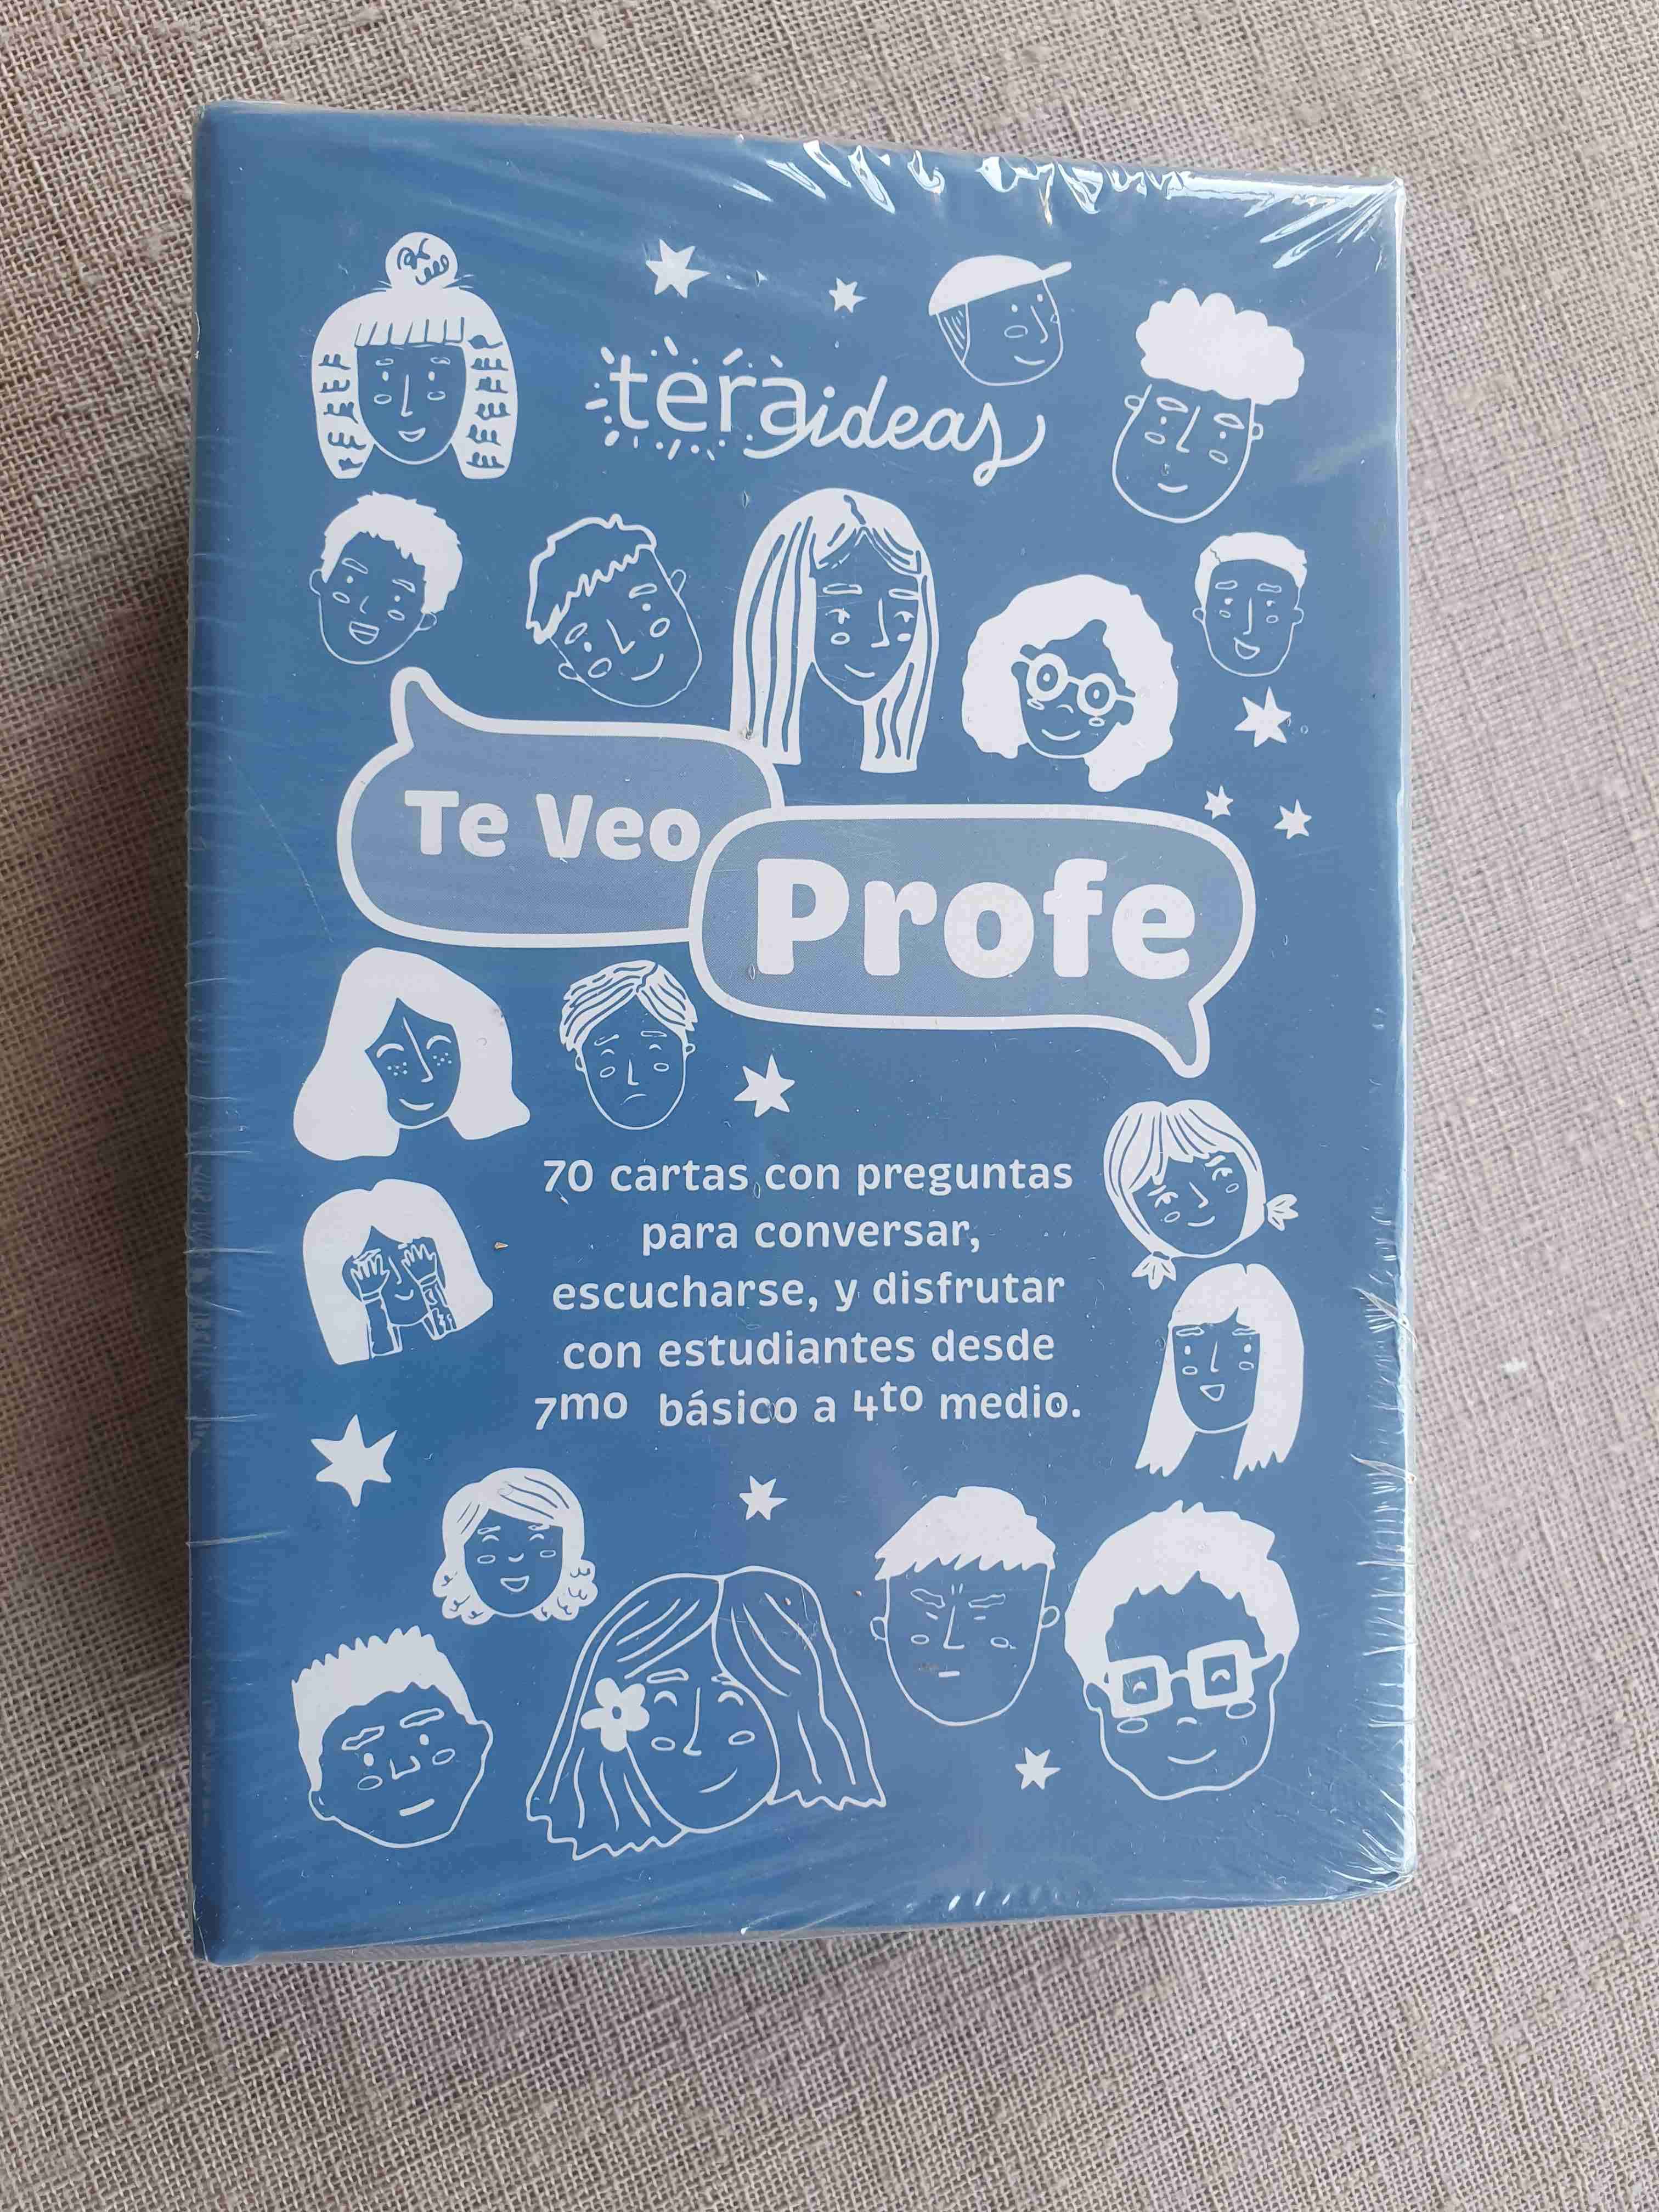 teraideas
Te Veo
Profe
70 cartas con preguntas
para conversar,
escucharse, y disfrutar
con estudiantes desde
7mo básico a 4to medio.